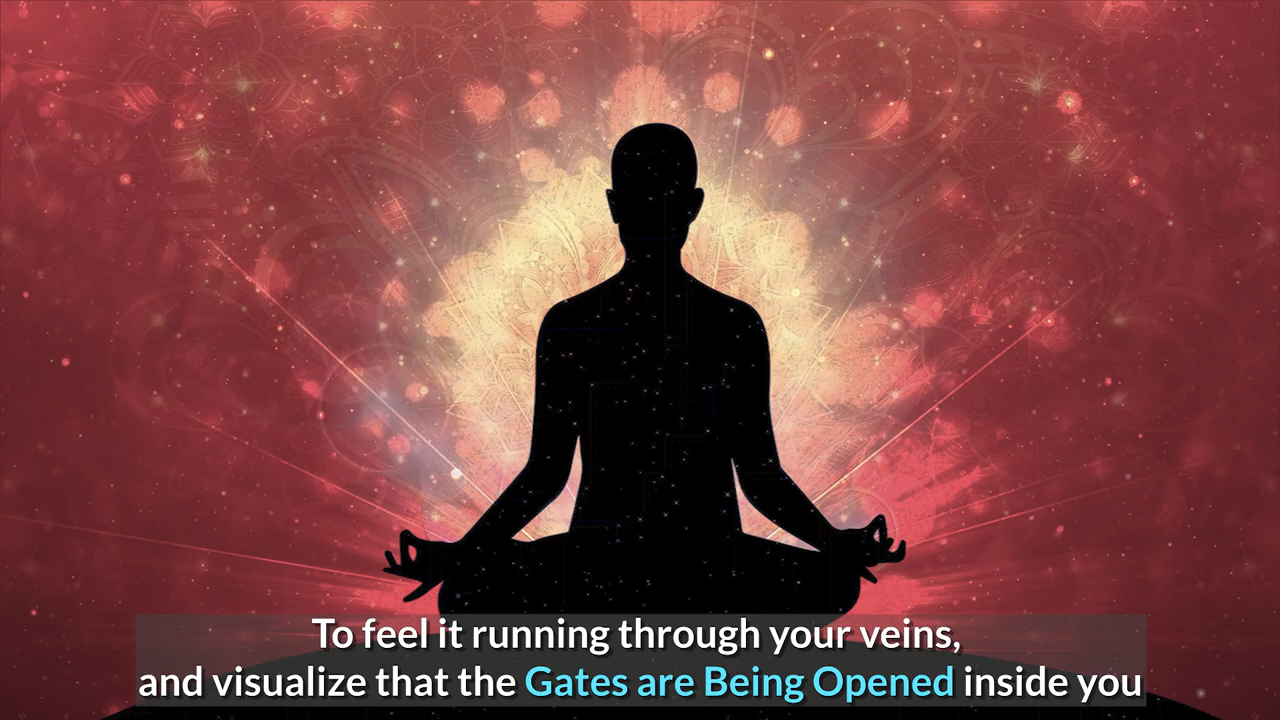 To feel it running through your veins,
and visualize that the Gates are Being Opened inside you